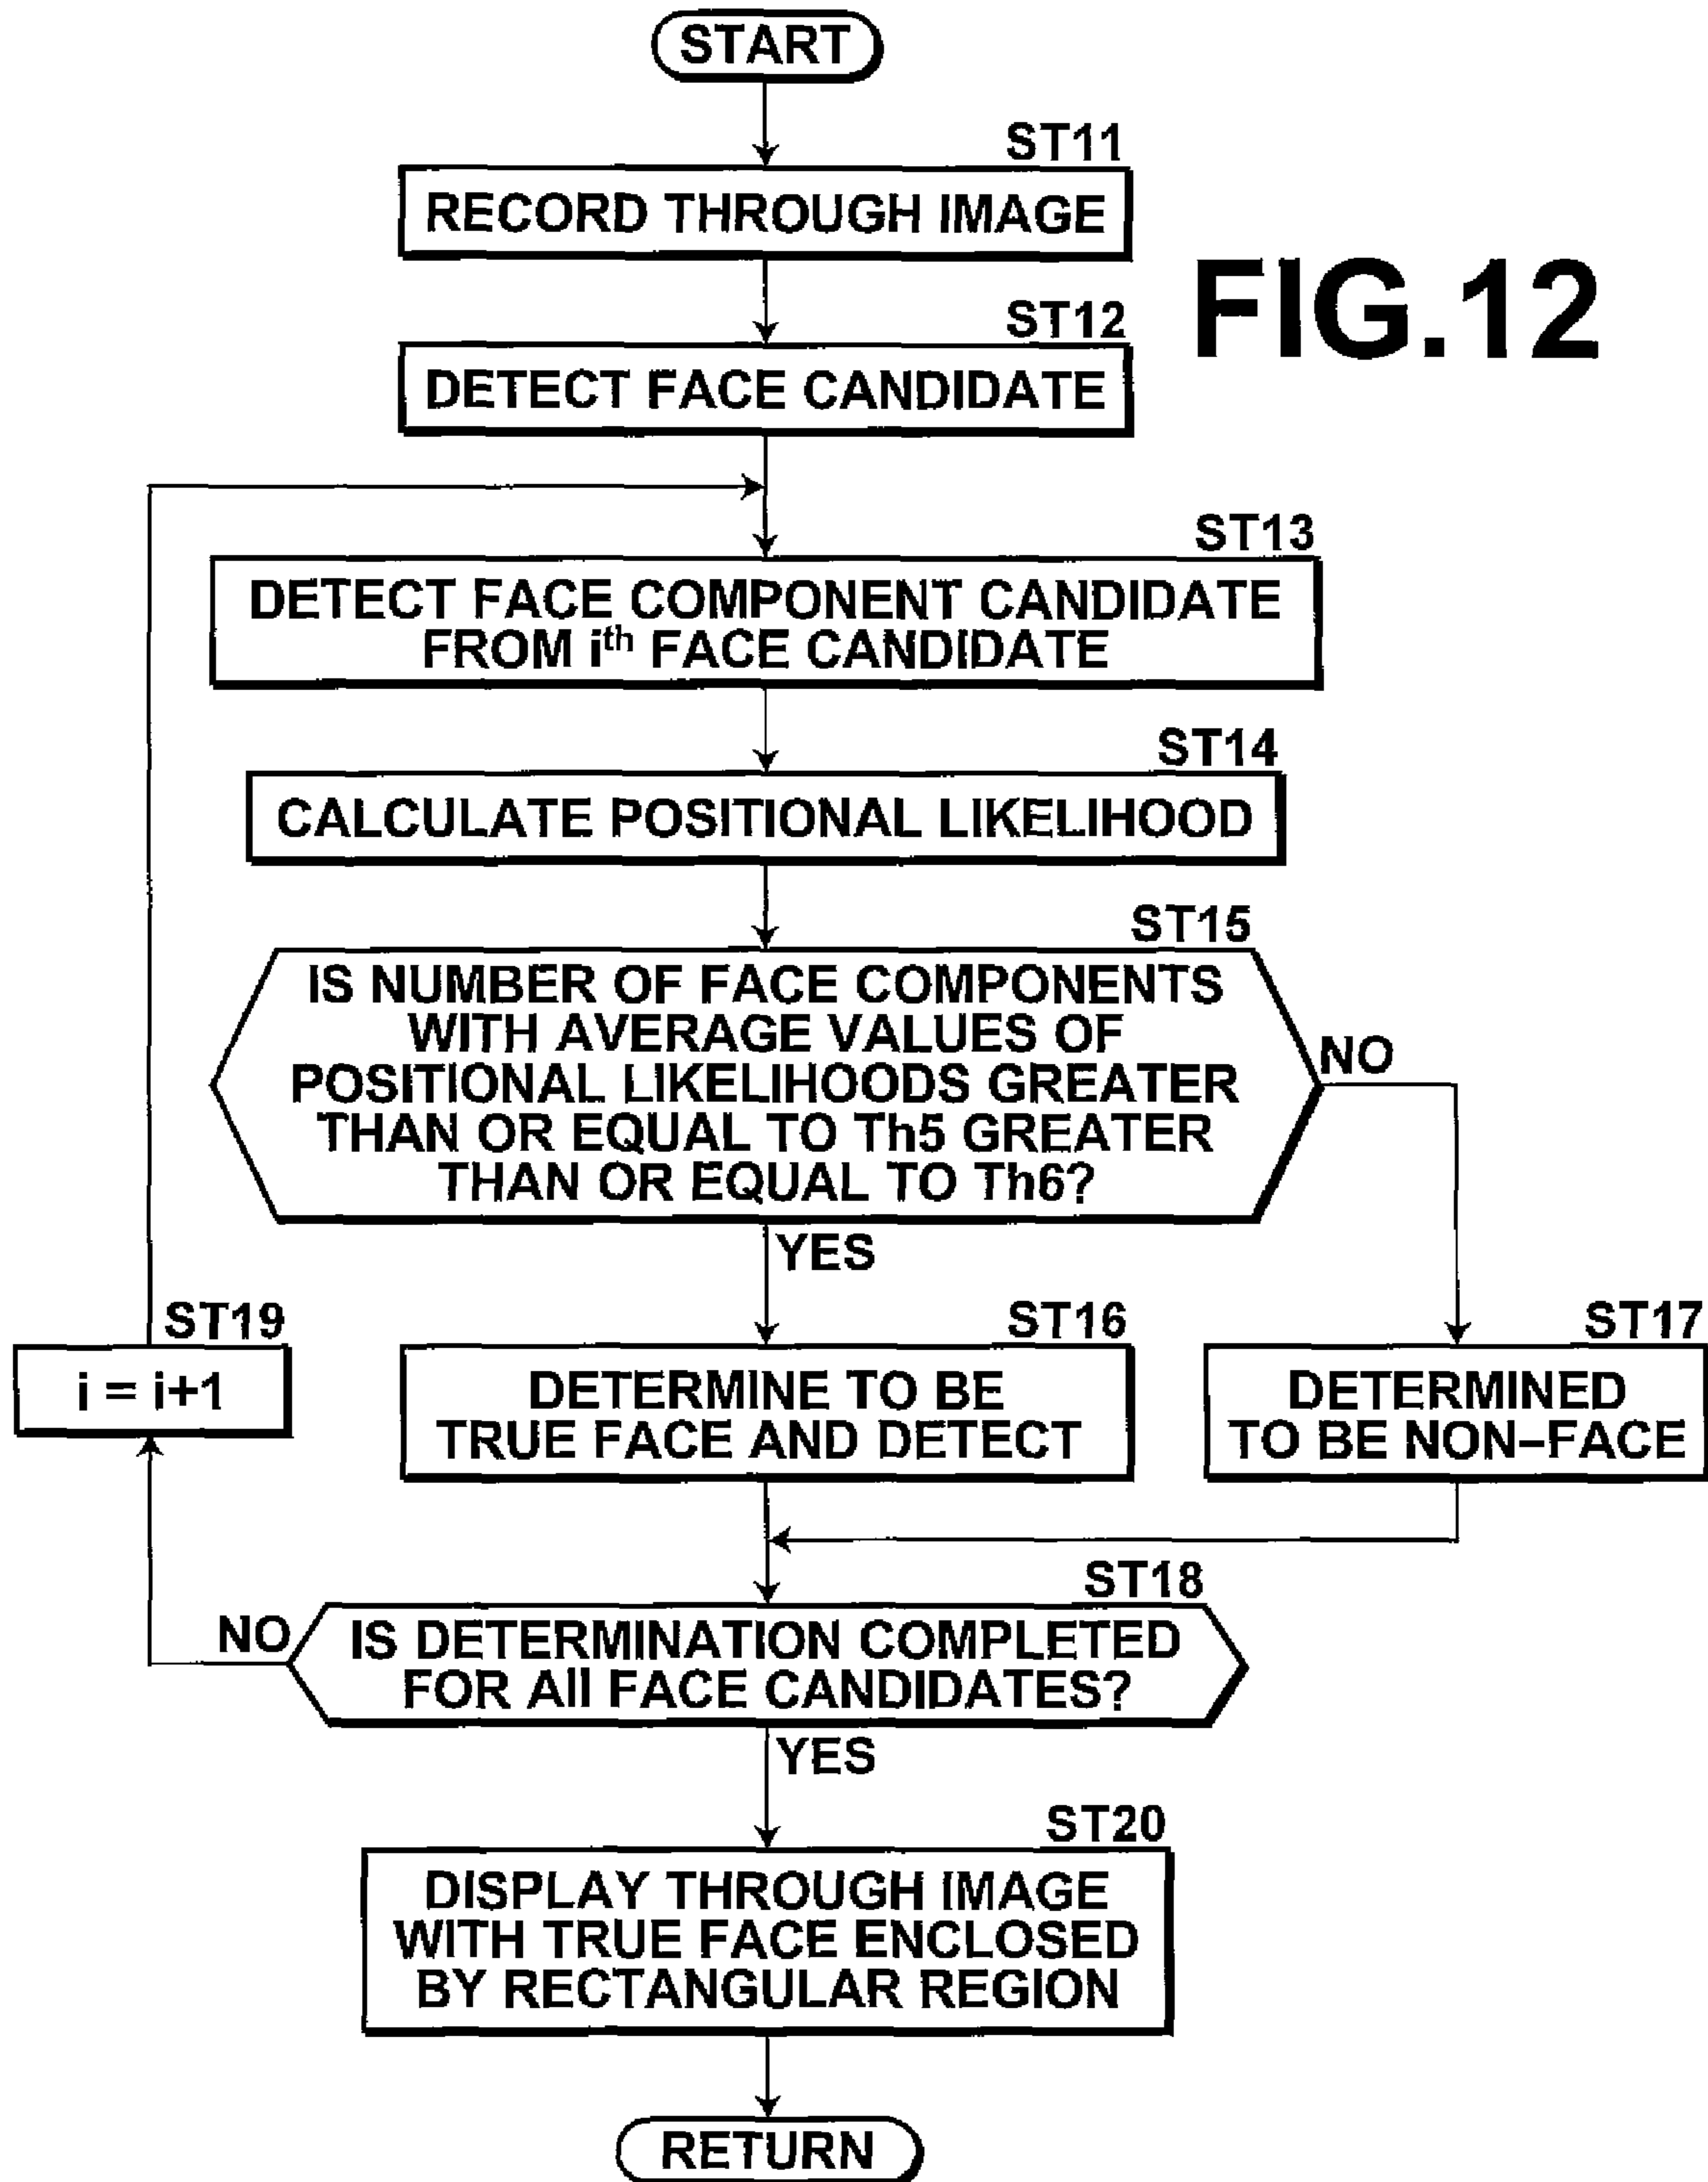 START
ST11
RECORD THROUGH IMAGE
FIG.12
ST12
DETECT FACE CANDIDATE
ST13
DETECT FACE COMPONENT CANDIDATE
FROM ith FACE CANDIDATE
ST14
CALCULATE POSITIONAL LIKELIHOOD
ST15
IS NUMBER OF FACE COMPONENTS
WITH AVERAGE VALUES OF
POSITIONAL LIKELIHOODS GREATER
THAN OR EQUAL TO Th5 GREATER
THAN OR EQUAL TO Th6?
NO
YES
ST19
i = i+1
ST16
DETERMINE TO BE
TRUE FACE AND DETECT
ST17
DETERMINED
TO BE NON-FACE
ST18
NO
IS DETERMINATION COMPLETED
FOR All FACE CANDIDATES?
YES
ST20
DISPLAY THROUGH IMAGE
WITH TRUE FACE ENCLOSED
BY RECTANGULAR REGION
RETURN